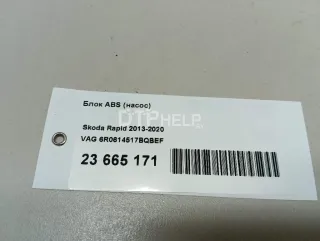 Блок ABS (насос)
DTPHELP
Skoda Rapid 2013-2020
VAG 6R0614517BQBEF
23 665 171